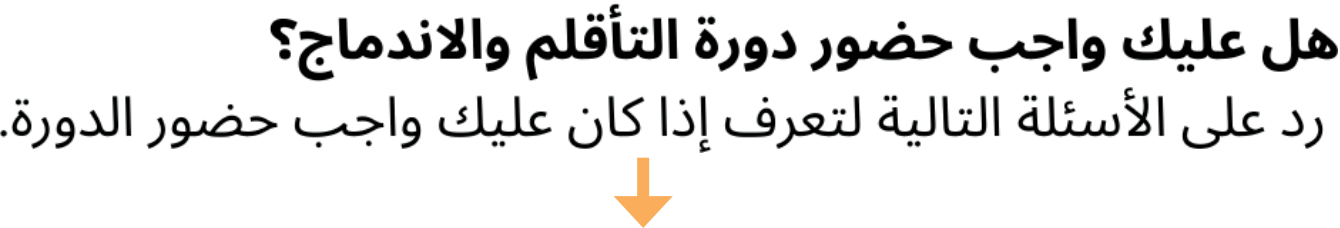 هل عليك واجب حضور دورة التأقلم والاندماج؟
رد على الأسئلة التالية لتعرف إذا كان عليك واجب حضور الدورة.